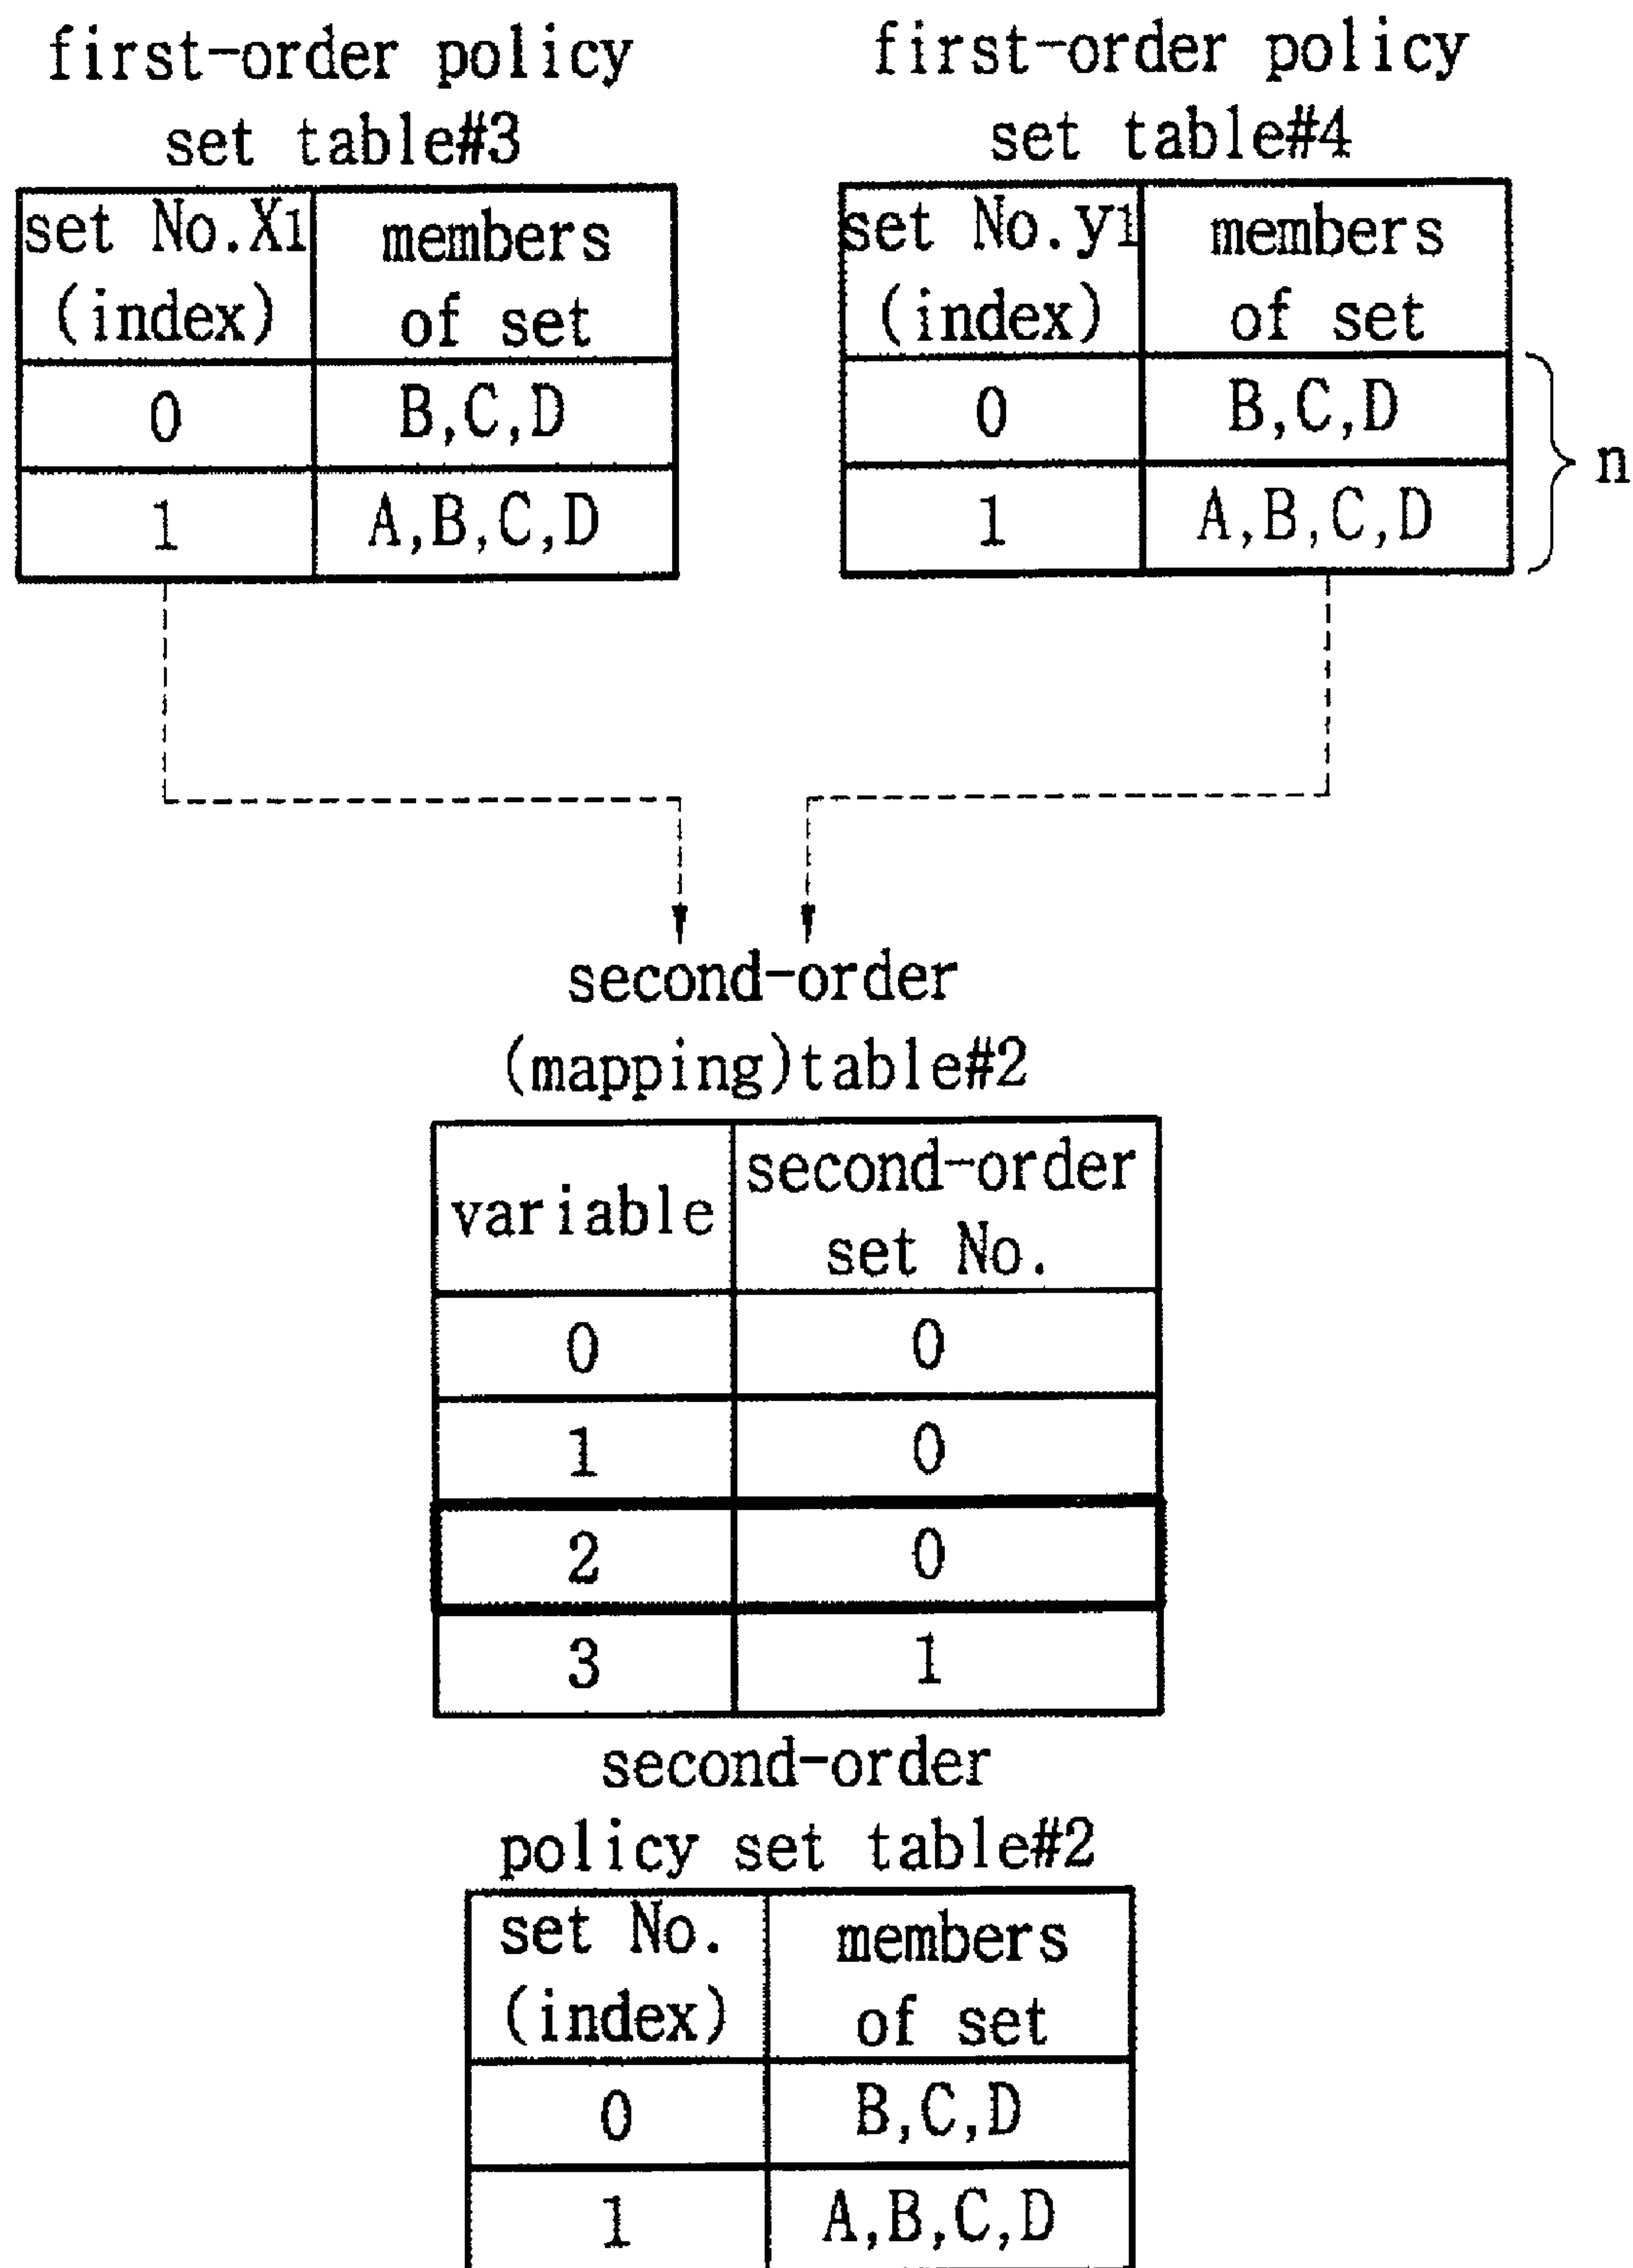 first-order policy
set table#3
set No.X1
(index)
members
of set
0
B,C,D
1
A,B,C,D
first-order policy
set table#4
set No.y1
(index)
members
of set
0
B,C,D
1
A,B,C,D
n
second-order
(mapping)table#2
variable
second-order
set No.
0
0
1
0
2
0
3
1
second-order
policy set table#2
set No.
(index)
members
of set
0
B,C,D
1
A,B,C,D